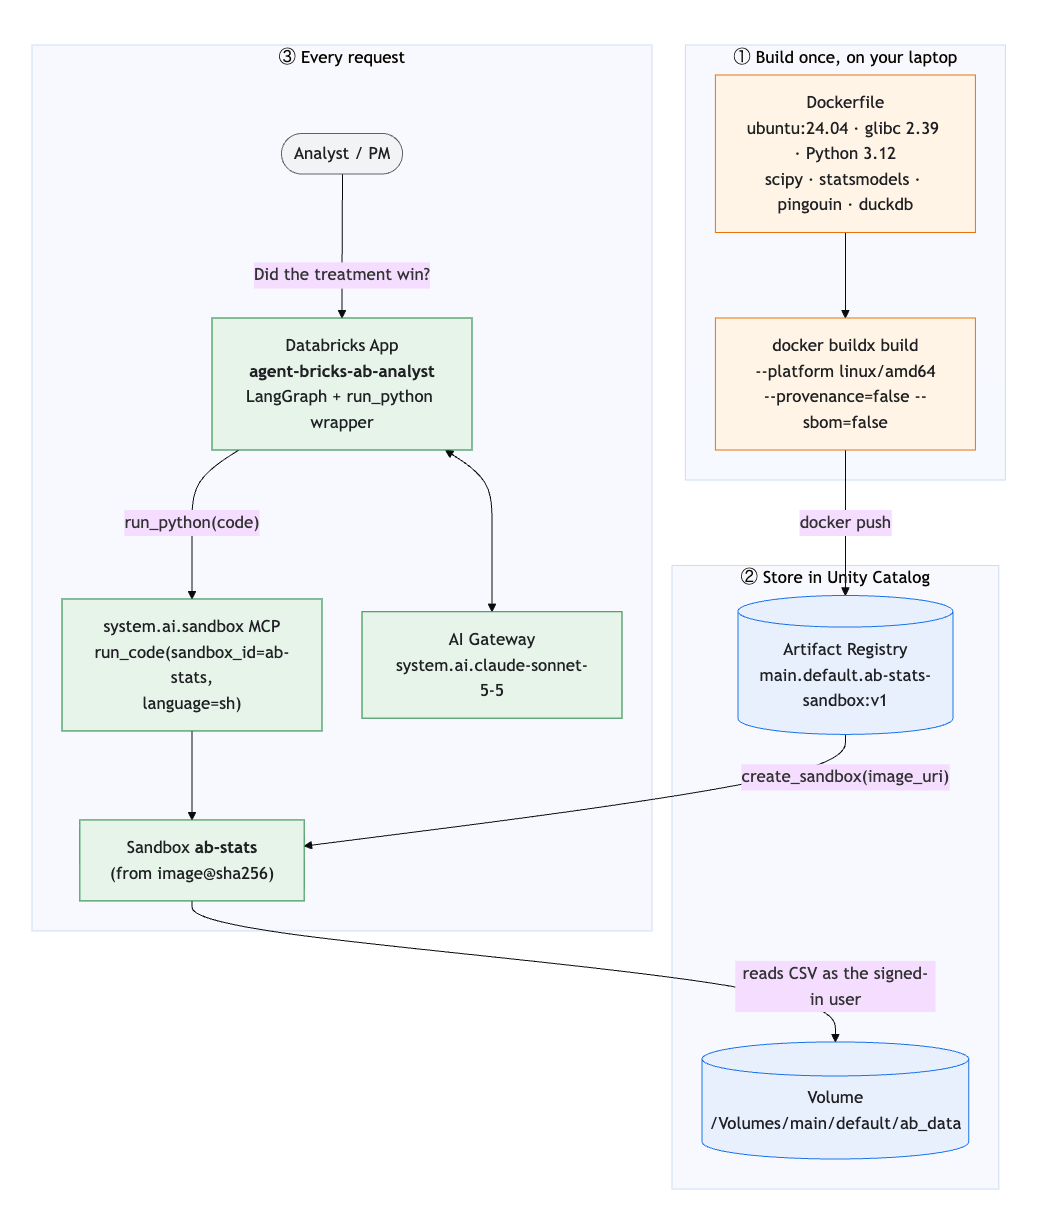 ③ Every request
Analyst / PM
Did the treatment win?
Databricks App
agent-bricks-ab-analyst
LangGraph + run_python
wrapper
run_python(code)
system.ai.sandbox MCP
run_code(sandbox_id=ab-
stats,
language=sh)
AI Gateway
system.ai.claude-sonnet-
5-5
Sandbox ab-stats
(from image@sha256)
① Build once, on your laptop
Dockerfile
ubuntu:24.04 · glibc 2.39
· Python 3.12
scipy · statsmodels ·
pingouin · duckdb
docker buildx build
--platform linux/amd64
--provenance=false --
sbom=false
docker push
② Store in Unity Catalog
Artifact Registry
main.default.ab-stats-
sandbox:v1
create_sandbox(image_uri)
reads CSV as the signed-
in user
Volume
/Volumes/main/default/ab_data